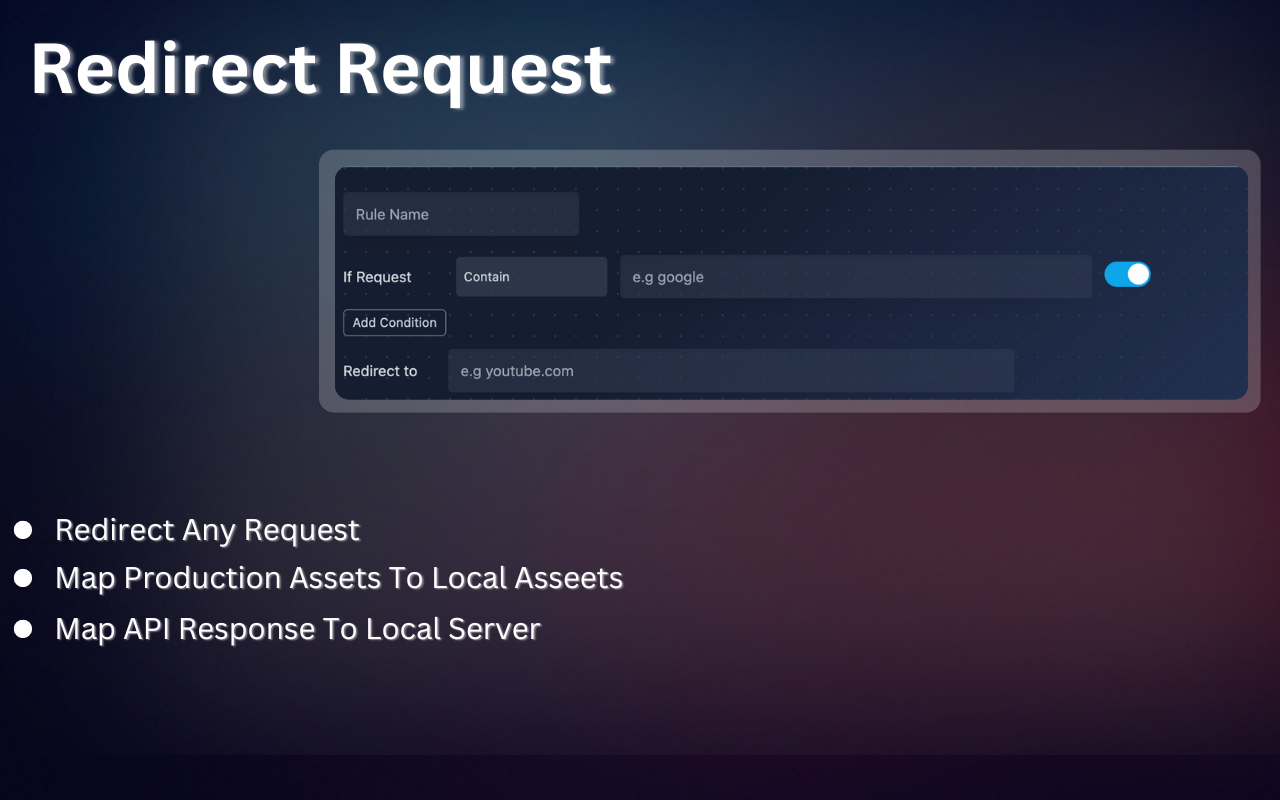 Redirect Request
Rule Name
If Request
Contain
e.g google
Add Condition
Redirect to
e.g youtube.com
Redirect Any Request
Map Production Assets To Local Asseets
Map API Response To Local Server